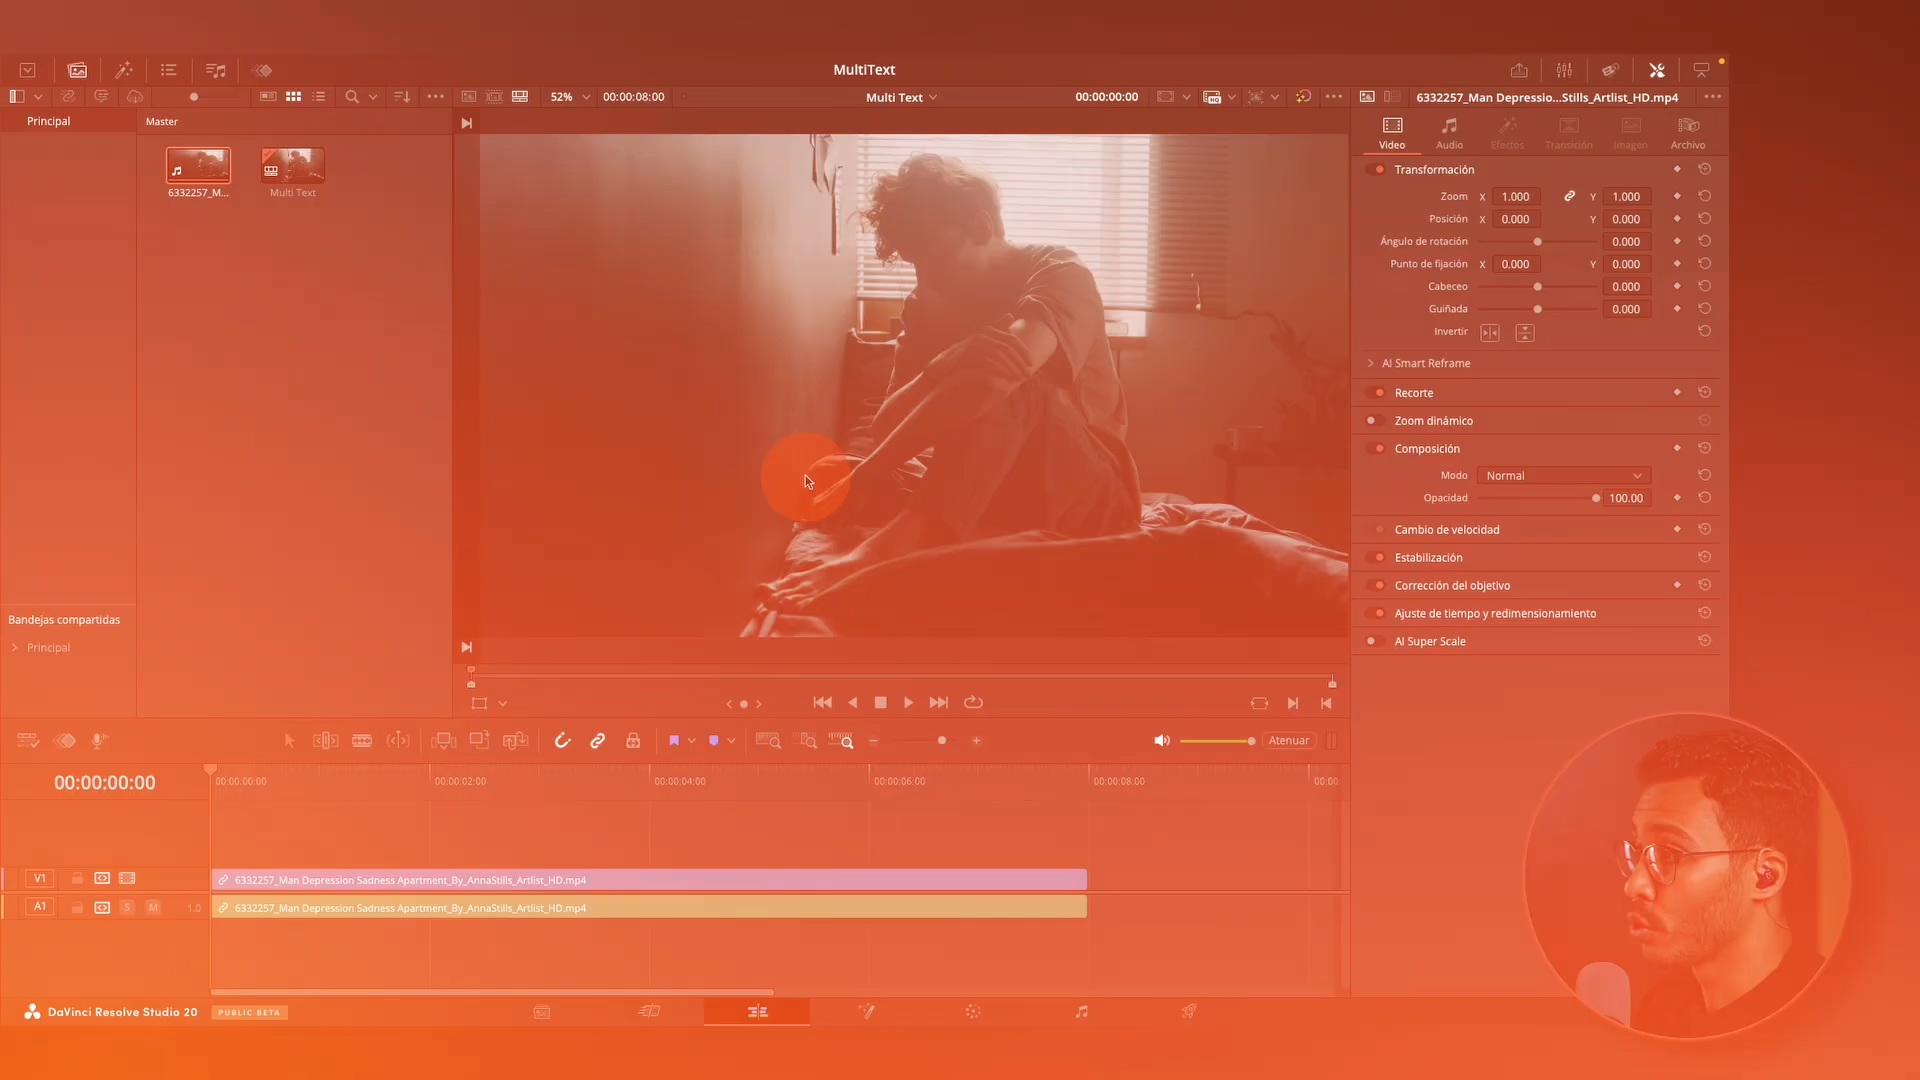 MultiText
52%
00:00:08:00
Multi Text
00:00:00:00
6332257_Man Depressio...Stills_Artlist_HD.mp4
Principal
Master
Video
Audio
Efectos
Transición
Imagen
Archivo
6332257_M...
Multi Text
Transformación
Zoom X 1.000 Y 1.000
Posición X 0.000 Y 0.000
Ángulo de rotación 0.000
Punto de fijación X 0.000 Y 0.000
Cabeceo 0.000
Guiñada 0.000
Invertir
AI Smart Reframe
Recorte
Zoom dinámico
Composición
Modo Normal
Opacidad 100.00
Cambio de velocidad
Estabilización
Corrección del objetivo
Ajuste de tiempo y redimensionamiento
AI Super Scale
Bandejas compartidas
Principal
Atenuar
00:00:00:00
00:00:00:00
00:00:02:00
00:00:04:00
00:00:06:00
00:00:08:00
00:00
V1
6332257_Man Depression Sadness Apartment_By_AnnaStills_Artlist_HD.mp4
A1 S M 1.0
6332257_Man Depression Sadness Apartment_By_AnnaStills_Artlist_HD.mp4
DaVinci Resolve Studio 20
PUBLIC BETA